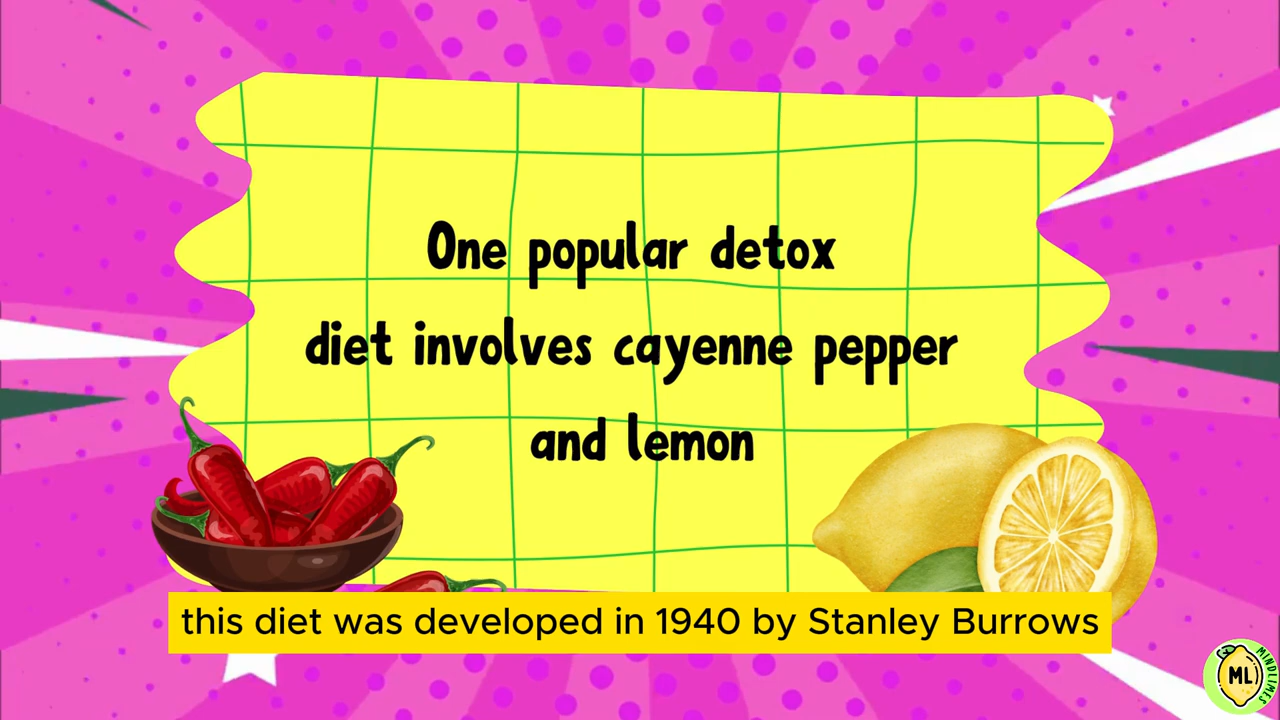 One popular detox
diet involves cayenne pepper
and lemon
this diet was developed in 1940 by Stanley Burrows
ML
MINDLIMES